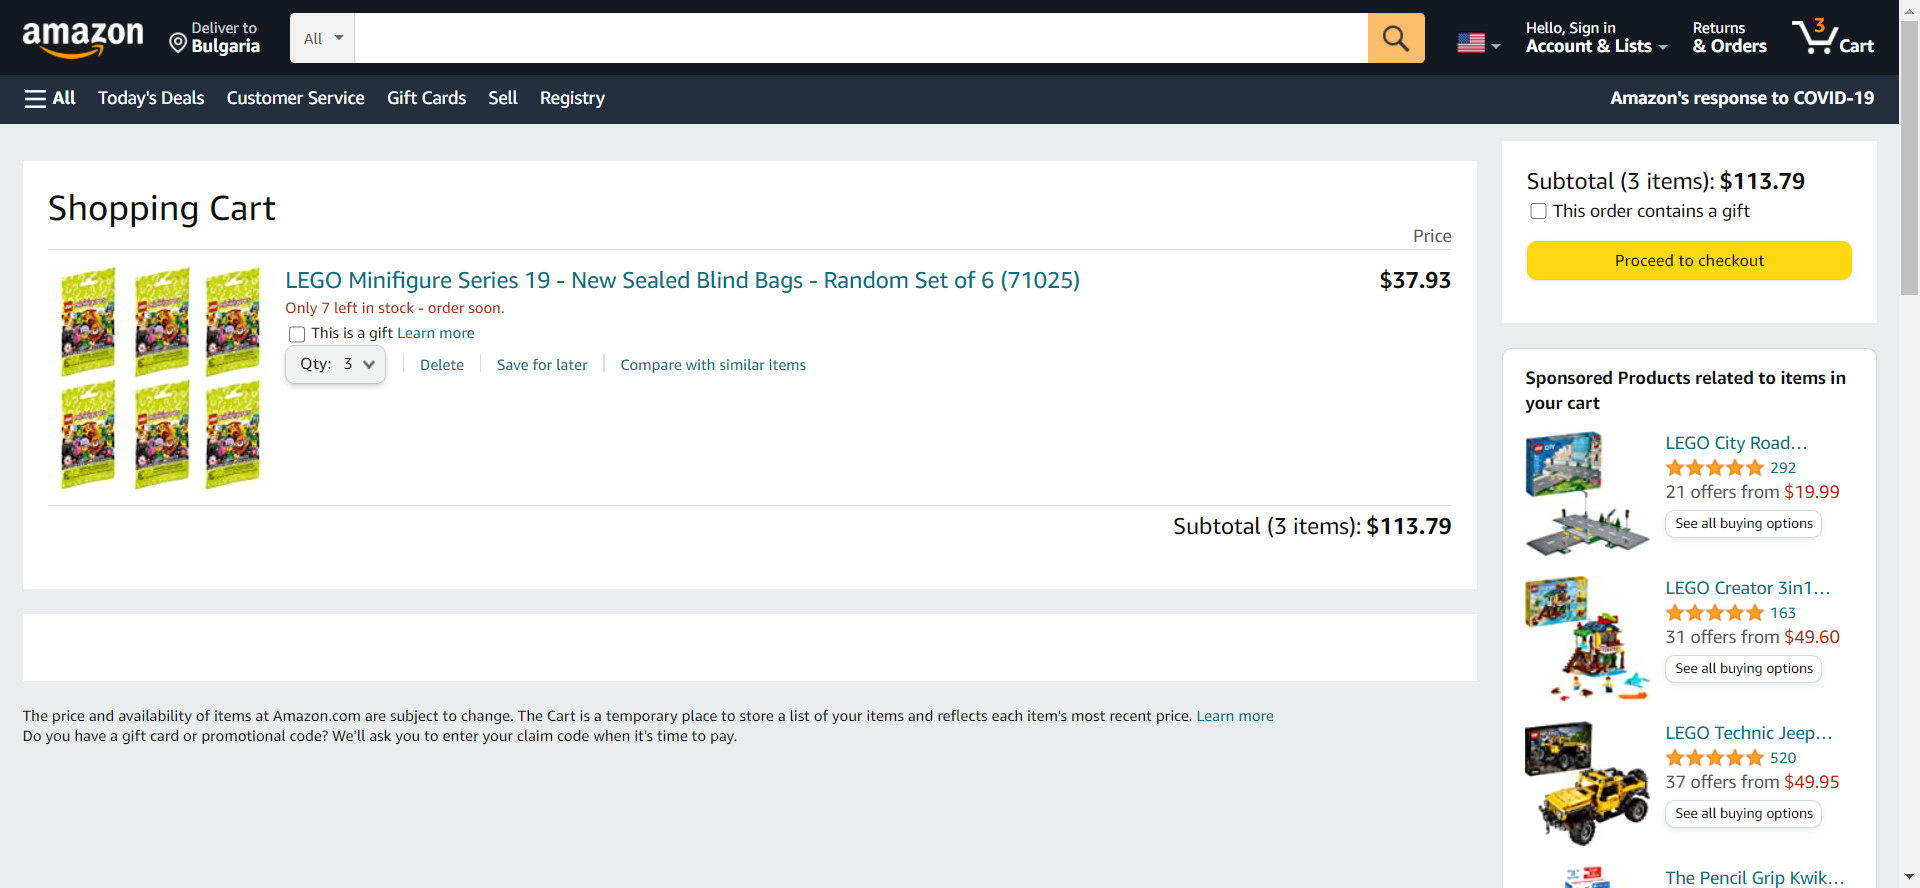 amazon
Deliver to
Bulgaria
All
Hello, Sign in
Account & Lists
Returns
& Orders
3
Cart
All
Today's Deals
Customer Service
Gift Cards
Sell
Registry
Amazon's response to COVID-19
Shopping Cart
Price
LEGO Minifigure Series 19 - New Sealed Blind Bags - Random Set of 6 (71025)
$37.93
Only 7 left in stock - order soon.
This is a gift Learn more
Qty: 3
Delete
Save for later
Compare with similar items
Subtotal (3 items): $113.79
The price and availability of items at Amazon.com are subject to change. The Cart is a temporary place to store a list of your items and reflects each item's most recent price. Learn more
Do you have a gift card or promotional code? We'll ask you to enter your claim code when it's time to pay.
Subtotal (3 items): $113.79
This order contains a gift
Proceed to checkout
Sponsored Products related to items in
your cart
LEGO City Road...
292
21 offers from $19.99
See all buying options
LEGO Creator 3in1...
163
31 offers from $49.60
See all buying options
LEGO Technic Jeep...
520
37 offers from $49.95
See all buying options
The Pencil Grip Kwik...